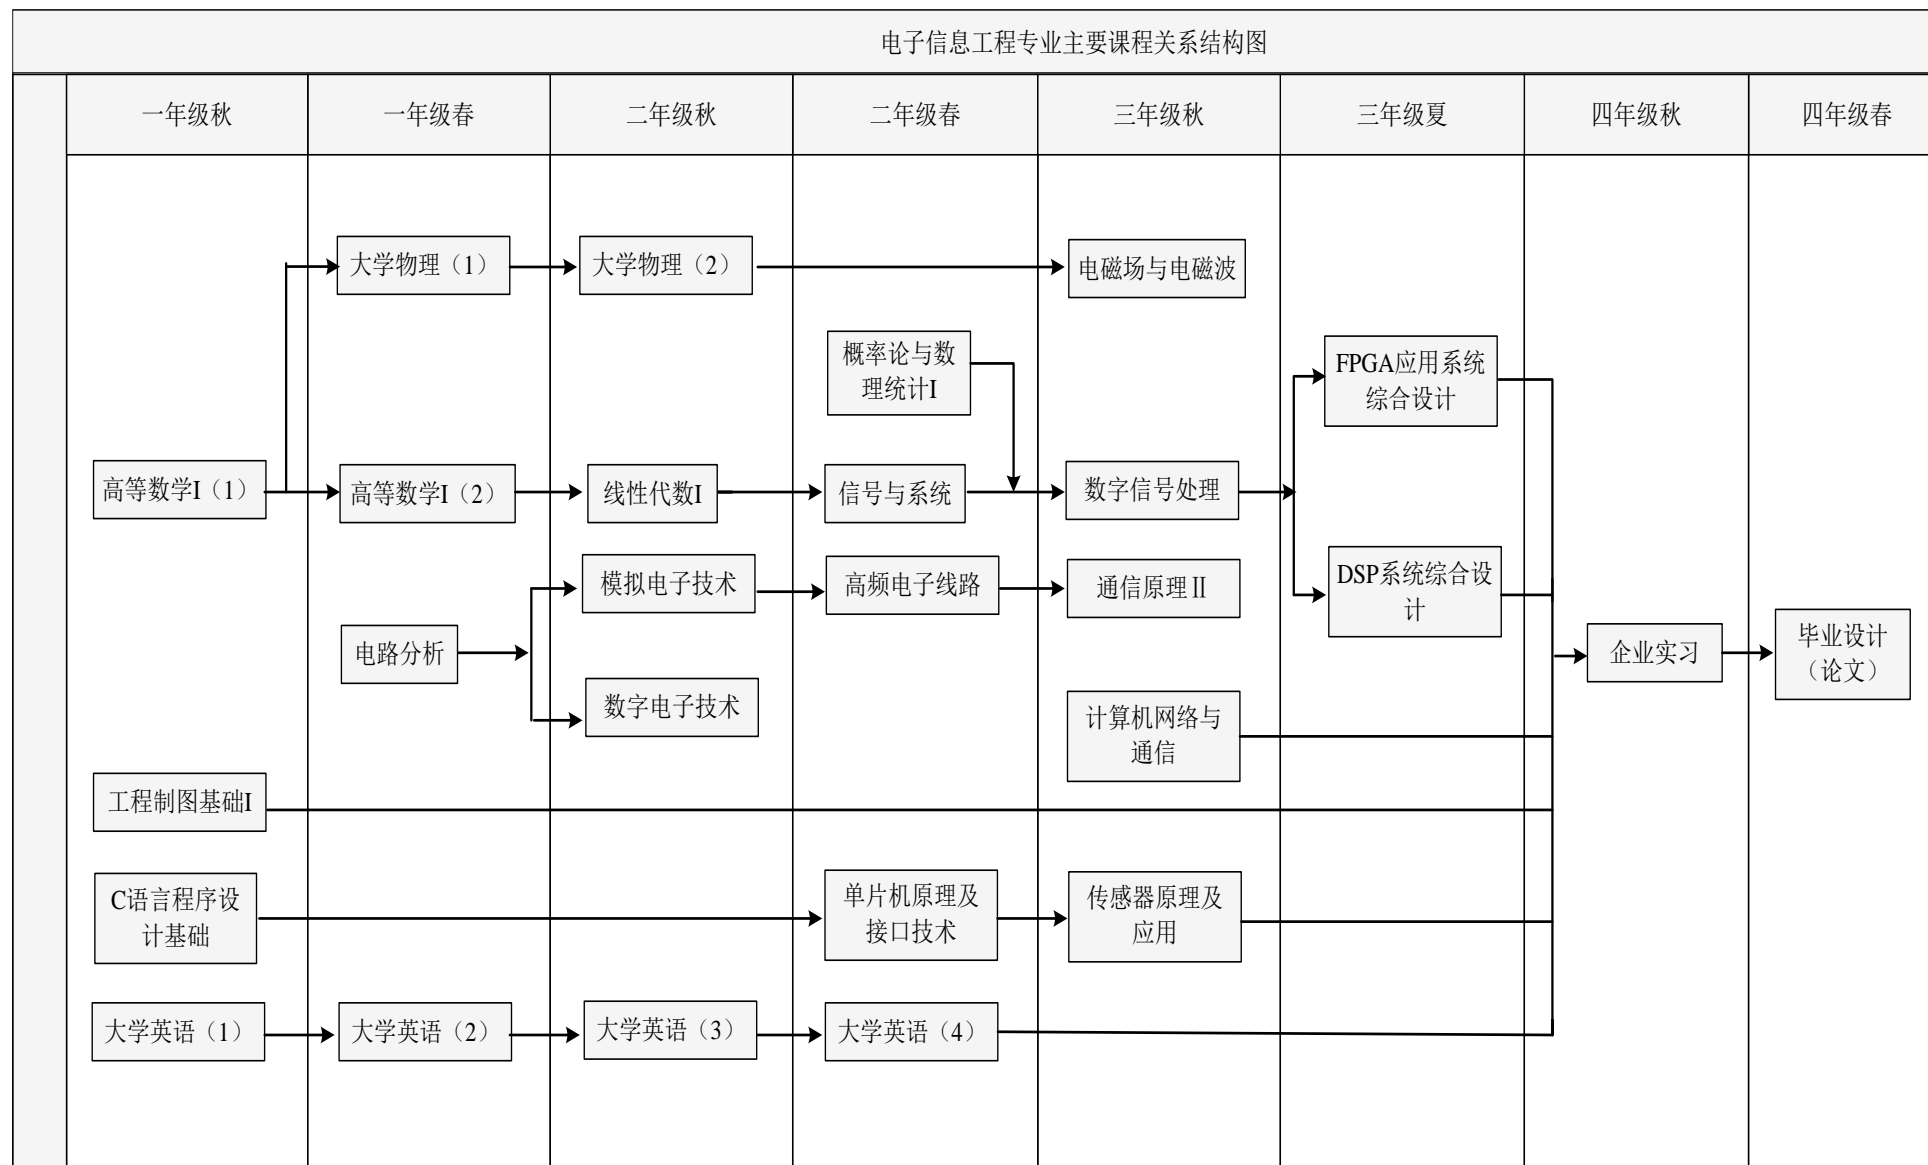 电子信息工程专业主要课程关系结构图
一年级秋
一年级春
二年级秋
二年级春
三年级秋
三年级夏
四年级秋
四年级春
大学物理（1）
大学物理（2）
电磁场与电磁波
概率论与数
理统计I
FPGA应用系统
综合设计
高等数学I（1）
高等数学I（2）
线性代数I
信号与系统
数字信号处理
模拟电子技术
高频电子线路
通信原理Ⅱ
DSP系统综合设
计
电路分析
企业实习
毕业设计
（论文）
数字电子技术
计算机网络与
通信
工程制图基础I
C语言程序设
计基础
单片机原理及
接口技术
传感器原理及
应用
大学英语（1）
大学英语（2）
大学英语（3）
大学英语（4）